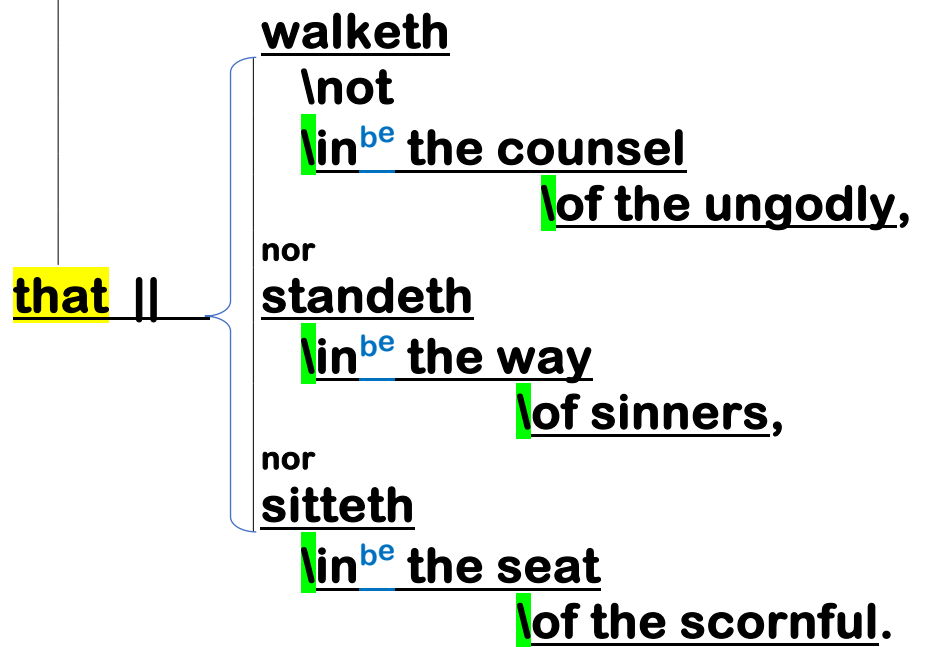 walketh
\not
\inbe the counsel
\of the ungodly,
nor
that || standeth
\inbe the way
\of sinners,
nor
sitteth
\inbe the seat
\of the scornful.